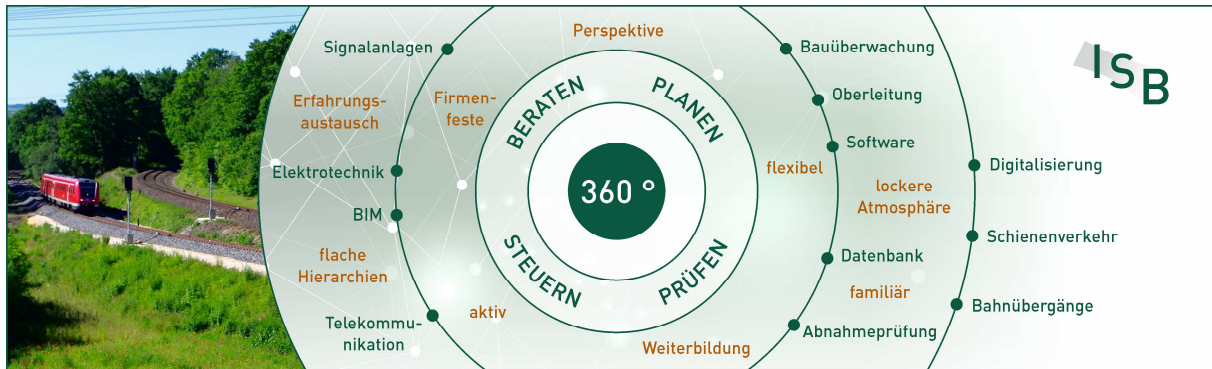 Perspektive
Signalanlagen
Bauüberwachung
ISB
Erfahrungs-
austausch
Firmen-
feste
BERATEN
PLANEN
Oberleitung
Software
Elektrotechnik
flexibel
Digitalisierung
360 °
lockere
Atmosphäre
BIM
Schienenverkehr
flache
Hierarchien
STEUERN
PRÜFEN
Datenbank
familiär
aktiv
Bahnübergänge
Telekommu-
nikation
Abnahmeprüfung
Weiterbildung